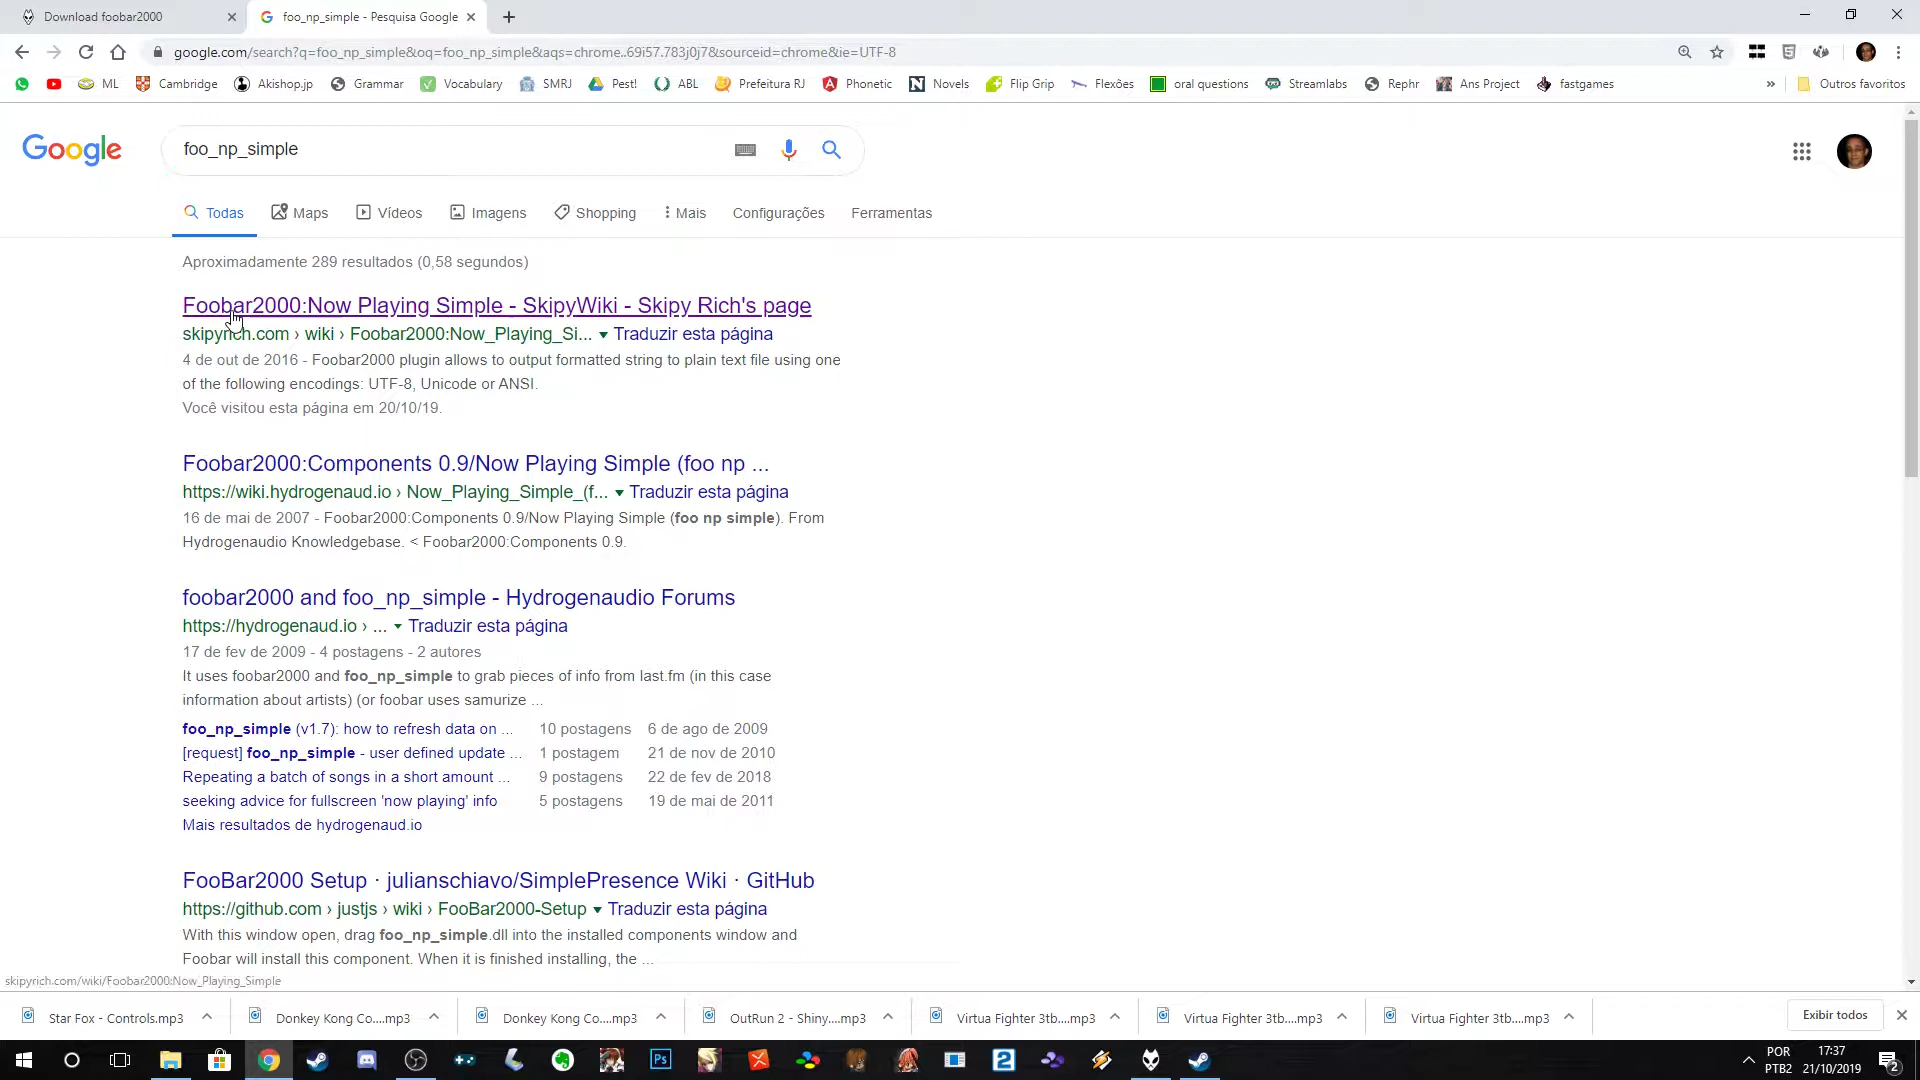 Download foobar2000
foo_np_simple - Pesquisa Google
google.com/search?q=foo_np_simple&oq=foo_np_simple&aqs=chrome..69i57.783j0j7&sourceid=chrome&ie=UTF-8
ML
Cambridge
Akishop.jp
Grammar
Vocabulary
SMRJ
Pest!
ABL
Prefeitura RJ
Phonetic
Novels
Flip Grip
Flexões
oral questions
Streamlabs
Rephr
Ans Project
fastgames
»
Outros favoritos
Google
foo_np_simple
Todas
Maps
Vídeos
Imagens
Shopping
Mais
Configurações
Ferramentas
Aproximadamente 289 resultados (0,58 segundos)
Foobar2000:Now Playing Simple - SkipyWiki - Skipy Rich's page
skipyrich.com › wiki › Foobar2000:Now_Playing_Si... Traduzir esta página
4 de out de 2016 - Foobar2000 plugin allows to output formatted string to plain text file using one
of the following encodings: UTF-8, Unicode or ANSI.
Você visitou esta página em 20/10/19.
Foobar2000:Components 0.9/Now Playing Simple (foo np ...
https://wiki.hydrogenaud.io › Now_Playing_Simple_(f... Traduzir esta página
16 de mai de 2007 - Foobar2000:Components 0.9/Now Playing Simple (foo np simple). From
Hydrogenaudio Knowledgebase. < Foobar2000:Components 0.9.
foobar2000 and foo_np_simple - Hydrogenaudio Forums
https://hydrogenaud.io › ... Traduzir esta página
17 de fev de 2009 - 4 postagens - 2 autores
It uses foobar2000 and foo_np_simple to grab pieces of info from last.fm (in this case
information about artists) (or foobar uses samurize ...
foo_np_simple (v1.7): how to refresh data on ... 10 postagens 6 de ago de 2009
[request] foo_np_simple - user defined update ... 1 postagem 21 de nov de 2010
Repeating a batch of songs in a short amount ... 9 postagens 22 de fev de 2018
seeking advice for fullscreen 'now playing' info 5 postagens 19 de mai de 2011
Mais resultados de hydrogenaud.io
FooBar2000 Setup · julianschiavo/SimplePresence Wiki · GitHub
https://github.com › justjs › wiki › FooBar2000-Setup Traduzir esta página
With this window open, drag foo_np_simple.dll into the installed components window and
Foobar will install this component. When it is finished installing, the ...
skipyrich.com/wiki/Foobar2000:Now_Playing_Simple
Star Fox - Controls.mp3
Donkey Kong Co....mp3
Donkey Kong Co....mp3
OutRun 2 - Shiny....mp3
Virtua Fighter 3tb....mp3
Virtua Fighter 3tb....mp3
Virtua Fighter 3tb....mp3
Exibir todos
Ps
2
POR
PTB2
17:37
21/10/2019
2